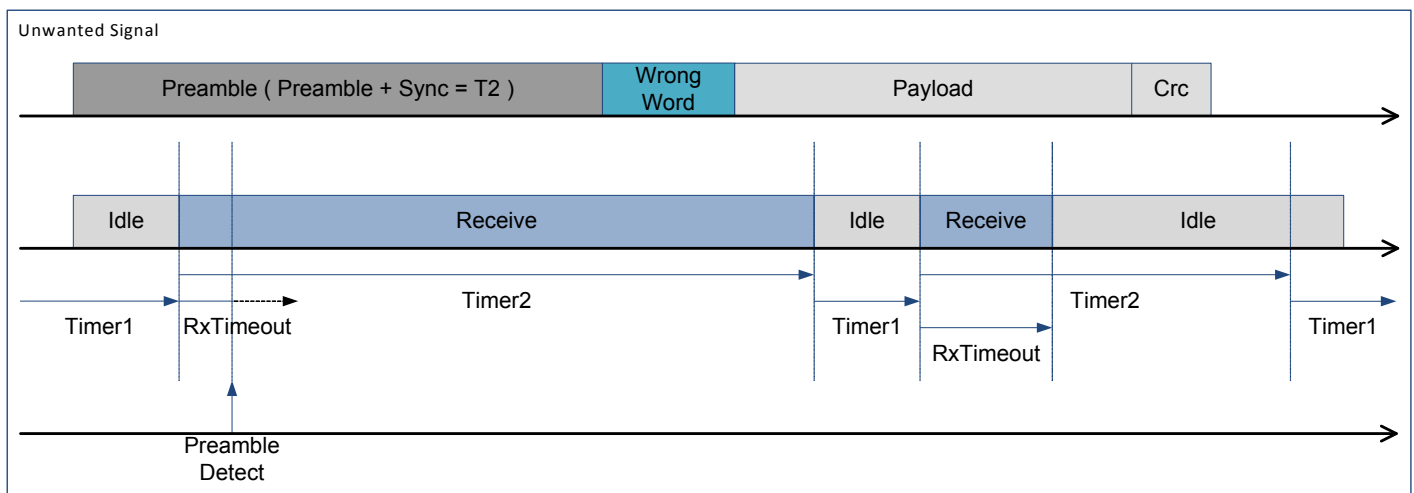 Unwanted Signal
Preamble ( Preamble + Sync = T2 )
Wrong
Word
Payload
Crc
Idle
Receive
Idle
Receive
Idle
Timer2
Timer2
Timer1
RxTimeout
Timer1
Timer1
RxTimeout
Preamble
Detect